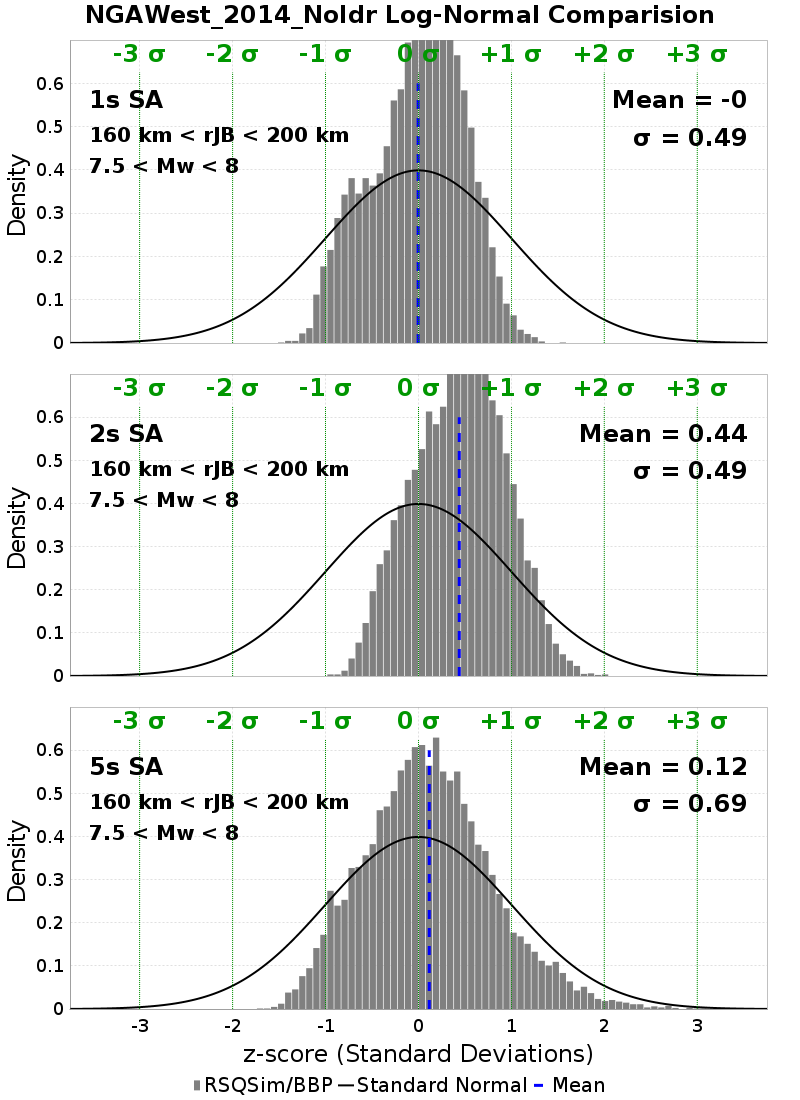 NGAWest_2014_NoIdr Log-Normal Comparision
-3 σ -2 σ -1 σ 0 σ +1 σ +2 σ +3 σ
0.6
1s SA Mean = -0
0.5
160 km < rJB < 200 km σ = 0.49
7.5 < Mw < 8
0.4
0.3
0.2
0.1
0
Density
-3 σ -2 σ -1 σ 0 σ +1 σ +2 σ +3 σ
0.6
2s SA Mean = 0.44
0.5
160 km < rJB < 200 km σ = 0.49
7.5 < Mw < 8
0.4
0.3
0.2
0.1
0
Density
-3 σ -2 σ -1 σ 0 σ +1 σ +2 σ +3 σ
0.6
5s SA Mean = 0.12
0.5
160 km < rJB < 200 km σ = 0.69
7.5 < Mw < 8
0.4
0.3
0.2
0.1
0
Density
-3 -2 -1 0 1 2 3
z-score (Standard Deviations)
RSQSim/BBP Standard Normal Mean